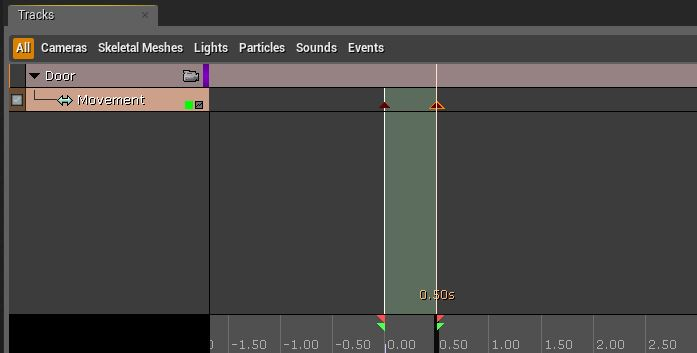 Tracks
All Cameras Skeletal Meshes Lights Particles Sounds Events
Door
Movement
0.50s
-1.50 -1.00 -0.50 0.00 0.50 1.00 1.50 2.00 2.50